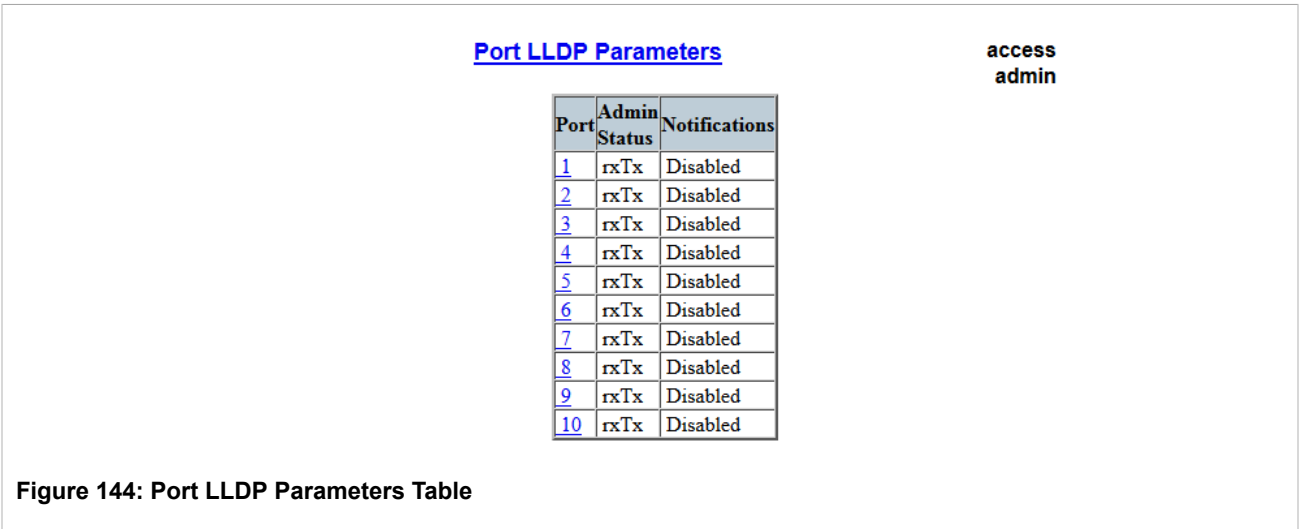 Port LLDP Parameters
access
admin
Port Admin Status Notifications
1 rxTx Disabled
2 rxTx Disabled
3 rxTx Disabled
4 rxTx Disabled
5 rxTx Disabled
6 rxTx Disabled
7 rxTx Disabled
8 rxTx Disabled
9 rxTx Disabled
10 rxTx Disabled
Figure 144: Port LLDP Parameters Table